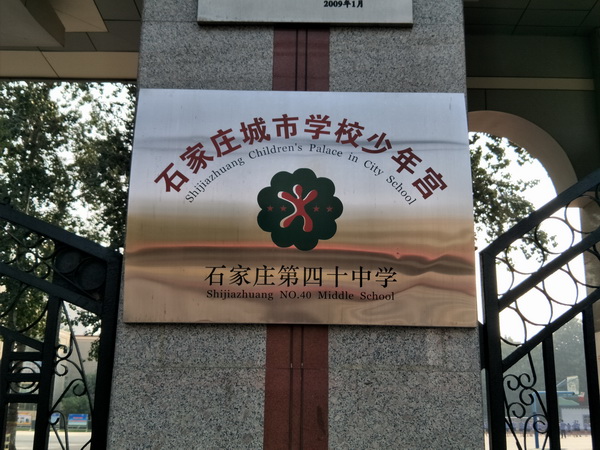 2009年1月
石家庄城市学校少年宫
Shijiazhuang Children's Palace in City School
石家庄第四十中学
Shijiazhuang NO.40 Middle School